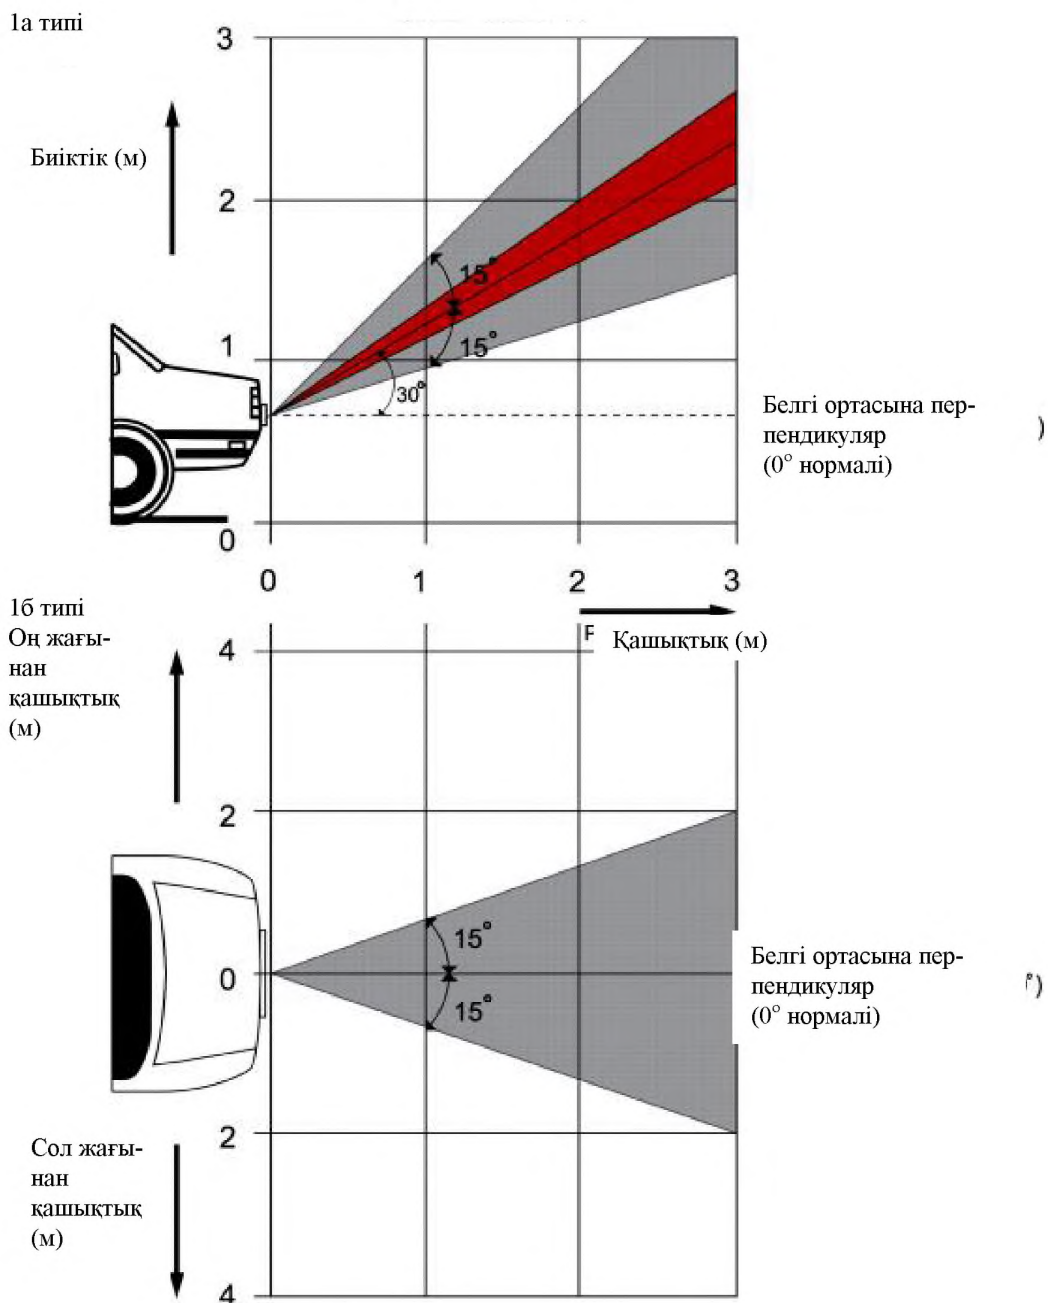 1а типі
3
Биіктік (м)
2
15°
1
15°
30°
Белгі ортасына пер-
пендикуляр
(0° нормалі)
)
0
0 1 2 3
1б типі
Оң жағы-
нан
қашықтық
(м)
Қашықтық (м)
4
2
15°
0
15°
Белгі ортасына пер-
пендикуляр
(0° нормалі)
°)
2
Сол жағы-
нан
қашықтық
(м)
4